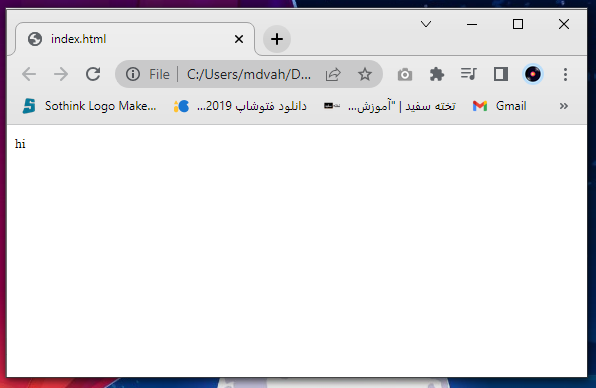 index.html
File | C:/Users/mdvah/D...
Sothink Logo Make... دانلود فتوشاپ 2019... تخته سفید | "آموزش... Gmail »
hi